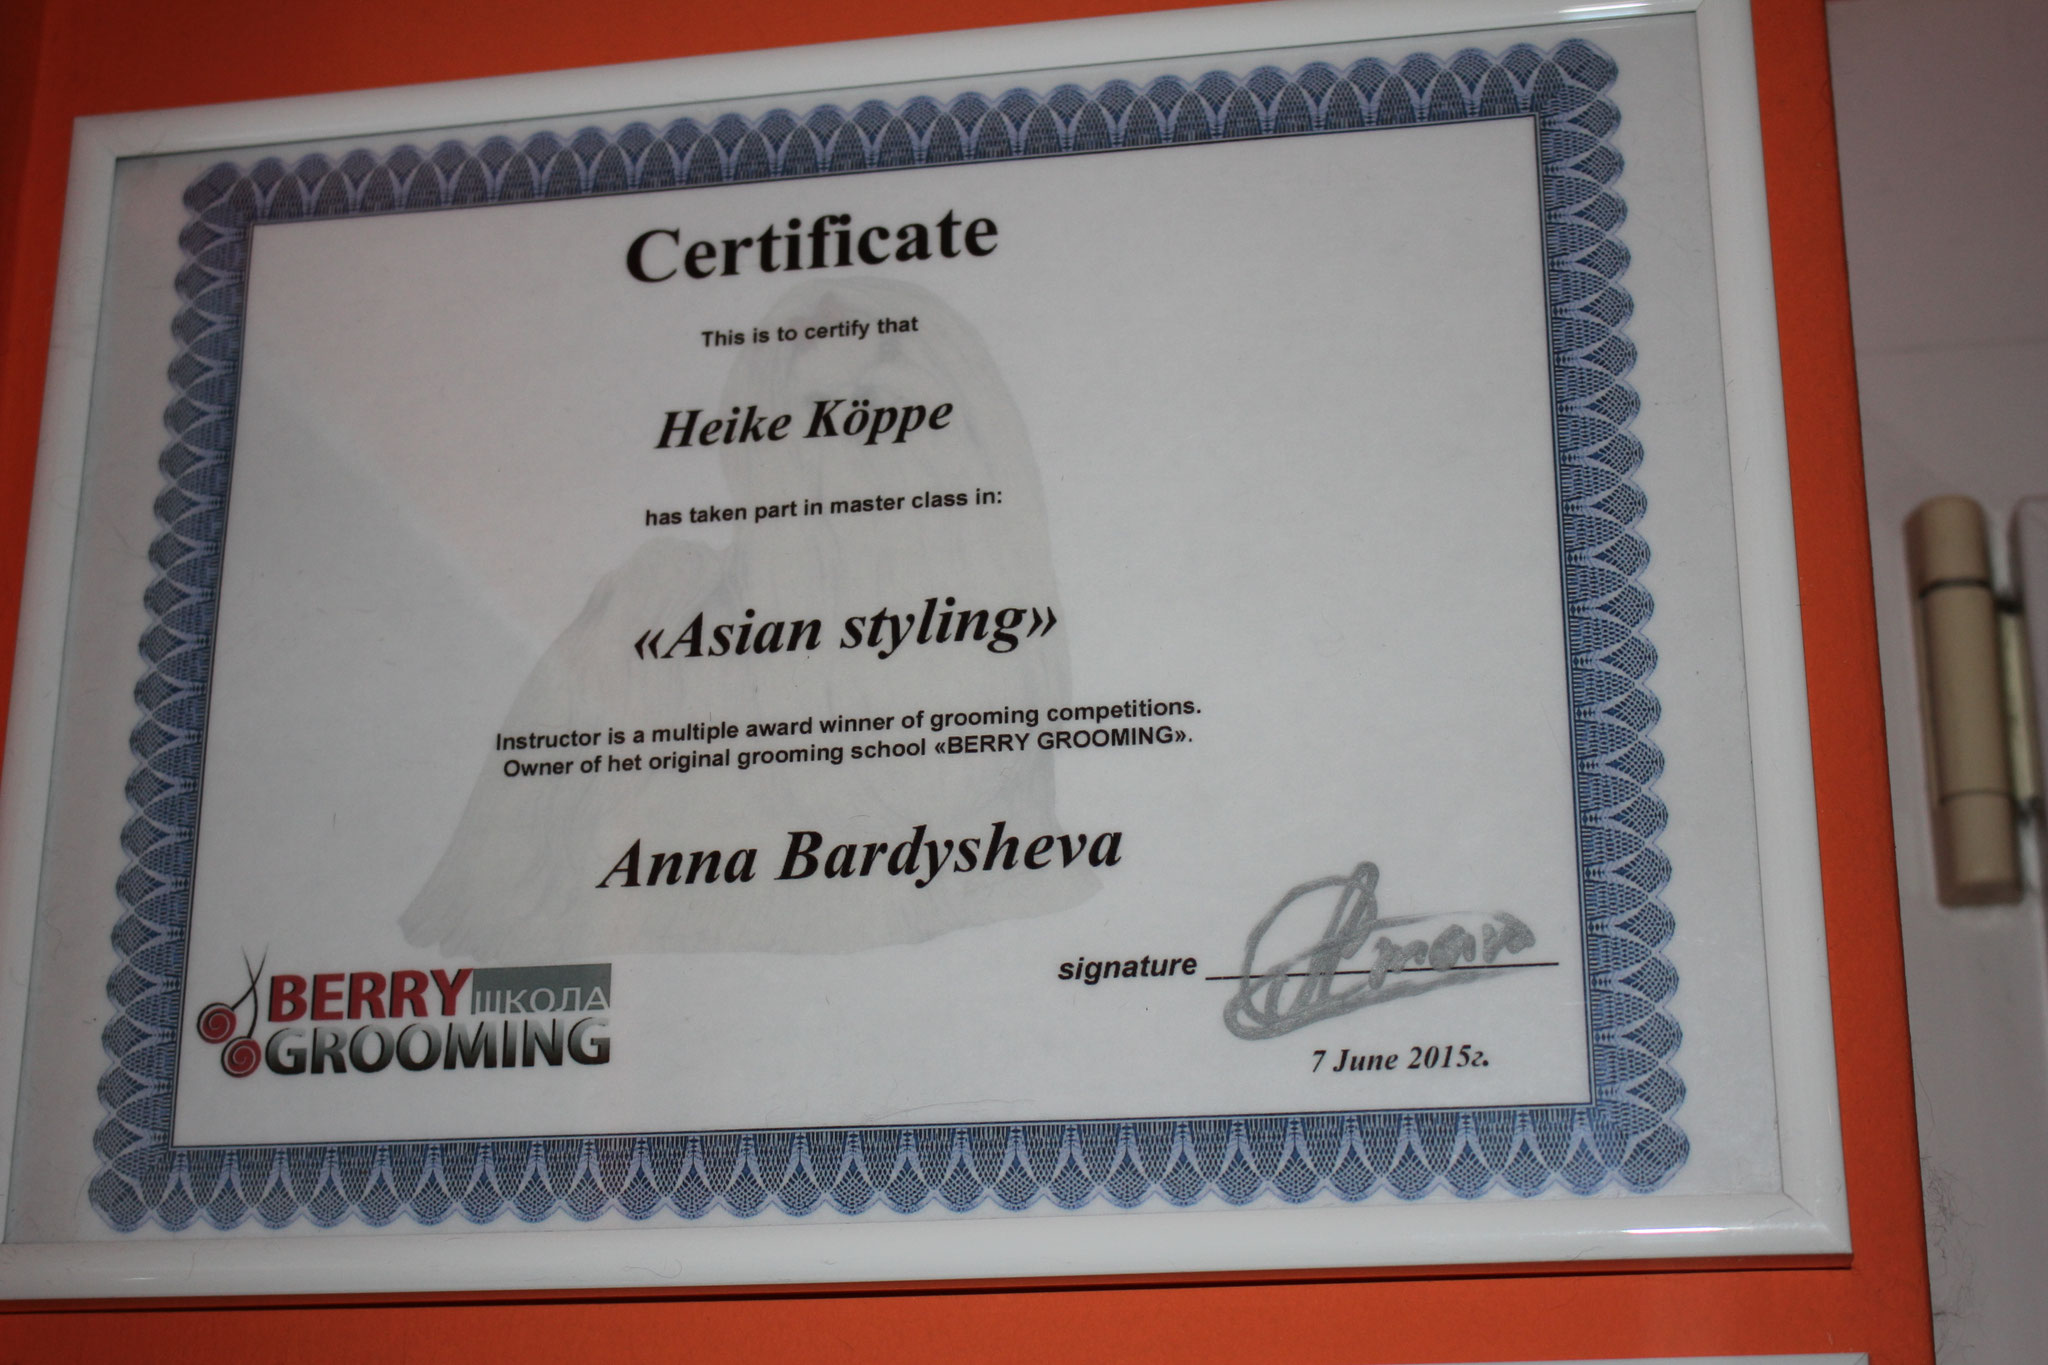 Certificate
This is to certify that
Heike Köppe
has taken part in master class in:
«Asian styling»
Instructor is a multiple award winner of grooming competitions.
Owner of het original grooming school «BERRY GROOMING».
Anna Bardysheva
signature
7 June 2015г.
BERRY ШКОЛА
GROOMING